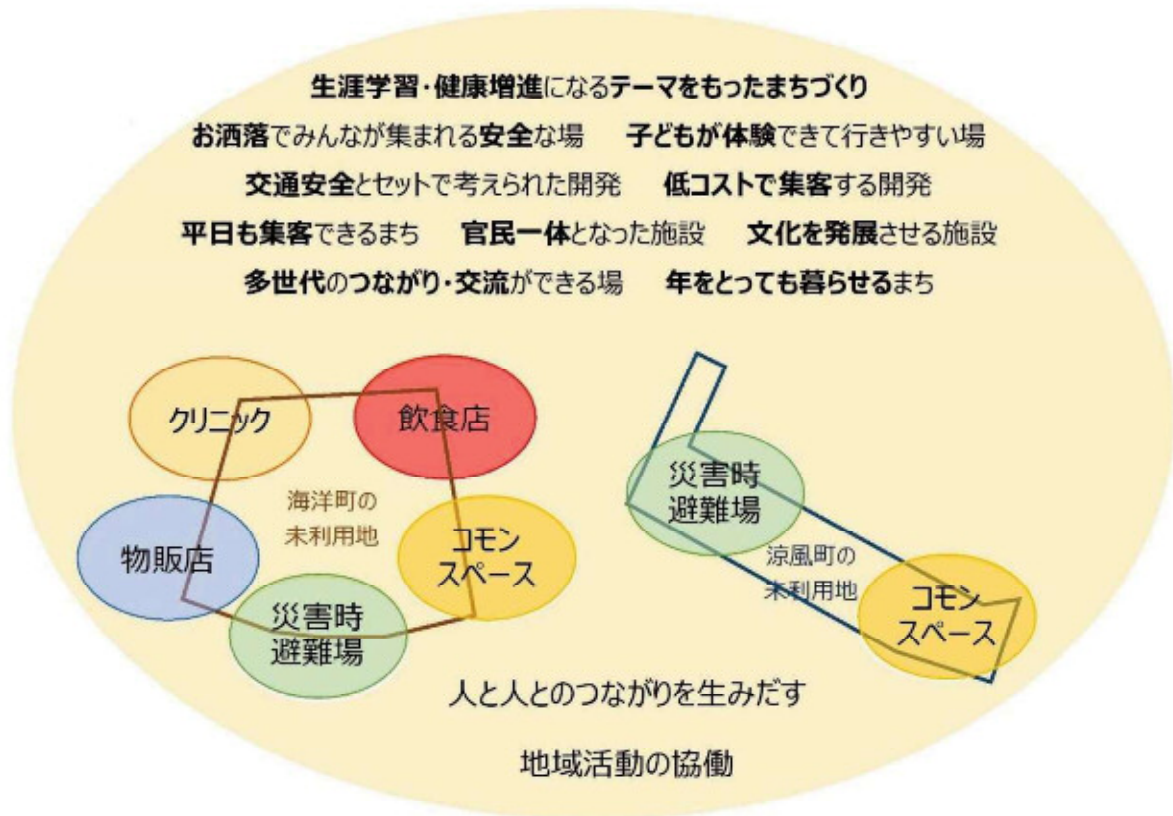 生涯学習・健康増進になるテーマをもったまちづくり
お洒落でみんなが集まれる安全な場 子どもが体験できて行きやすい場
交通安全とセットで考えられた開発 低コストで集客する開発
平日も集客できるまち 官民一体となった施設 文化を発展させる施設
多世代のつながり・交流ができる場 年をとっても暮らせるまち
クリニック
飲食店
海洋町の
未利用地
物販店
コモン
スペース
災害時
避難場
災害時
避難場
涼風町の
未利用地
コモン
スペース
人と人とのつながりを生みだす
地域活動の協働